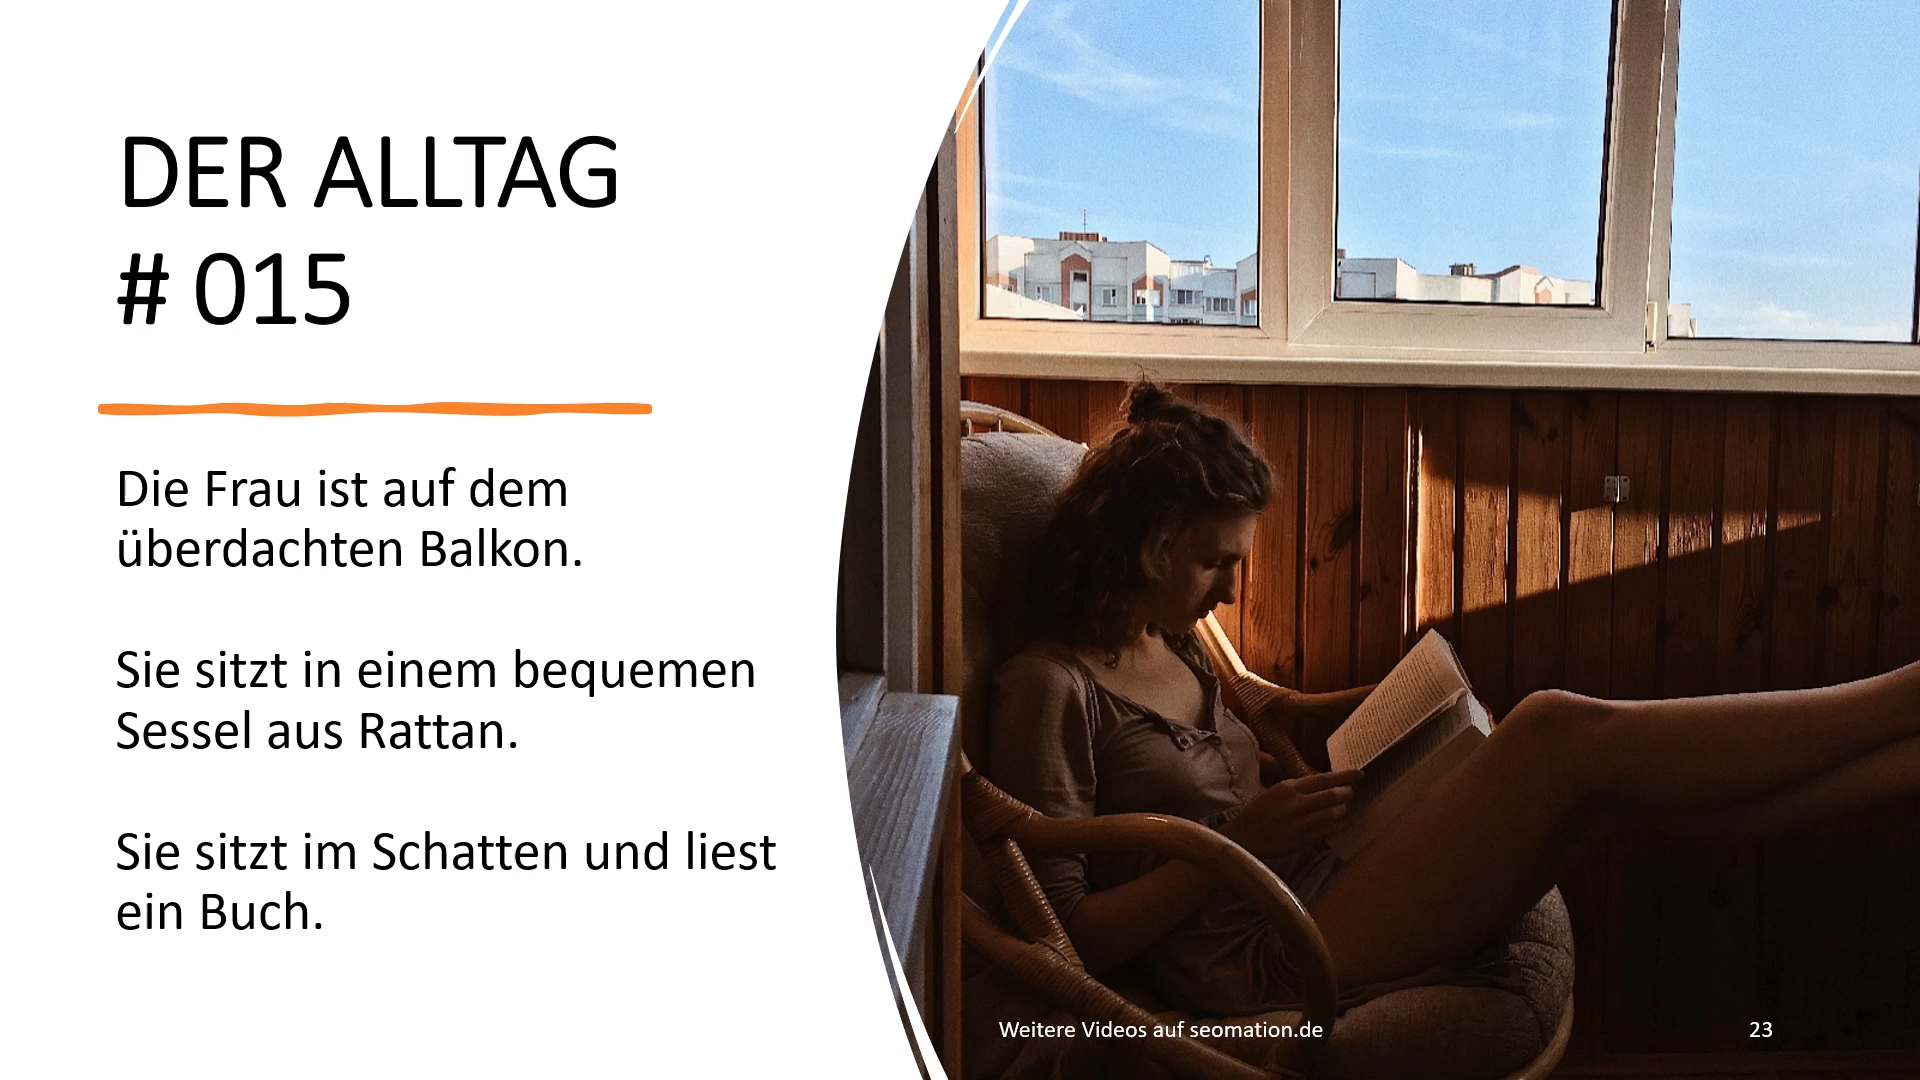 DER ALLTAG
# 015
Die Frau ist auf dem
überdachten Balkon.
Sie sitzt in einem bequemen
Sessel aus Rattan.
Sie sitzt im Schatten und liest
ein Buch.
Weitere Videos auf seomation.de
23